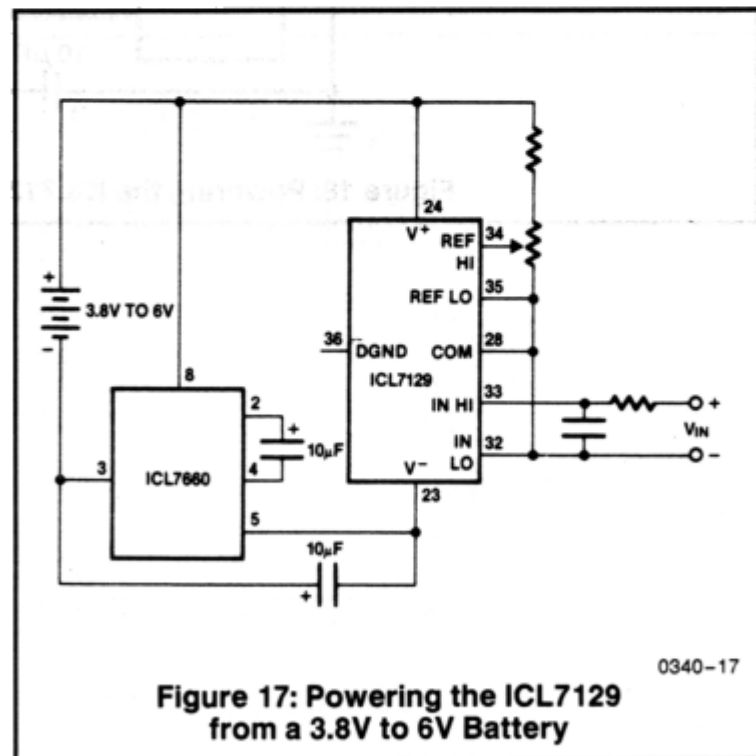 24
V+
REF
HI
34
REF LO
35
+
3.8V TO 6V
−
36
DGND
COM
28
ICL7129
8
IN HI
33
+
2
+
10µF
VIN
IN
LO
32
−
3
ICL7660
4
V−
23
5
10µF
+
0340-17
Figure 17: Powering the ICL7129
from a 3.8V to 6V Battery